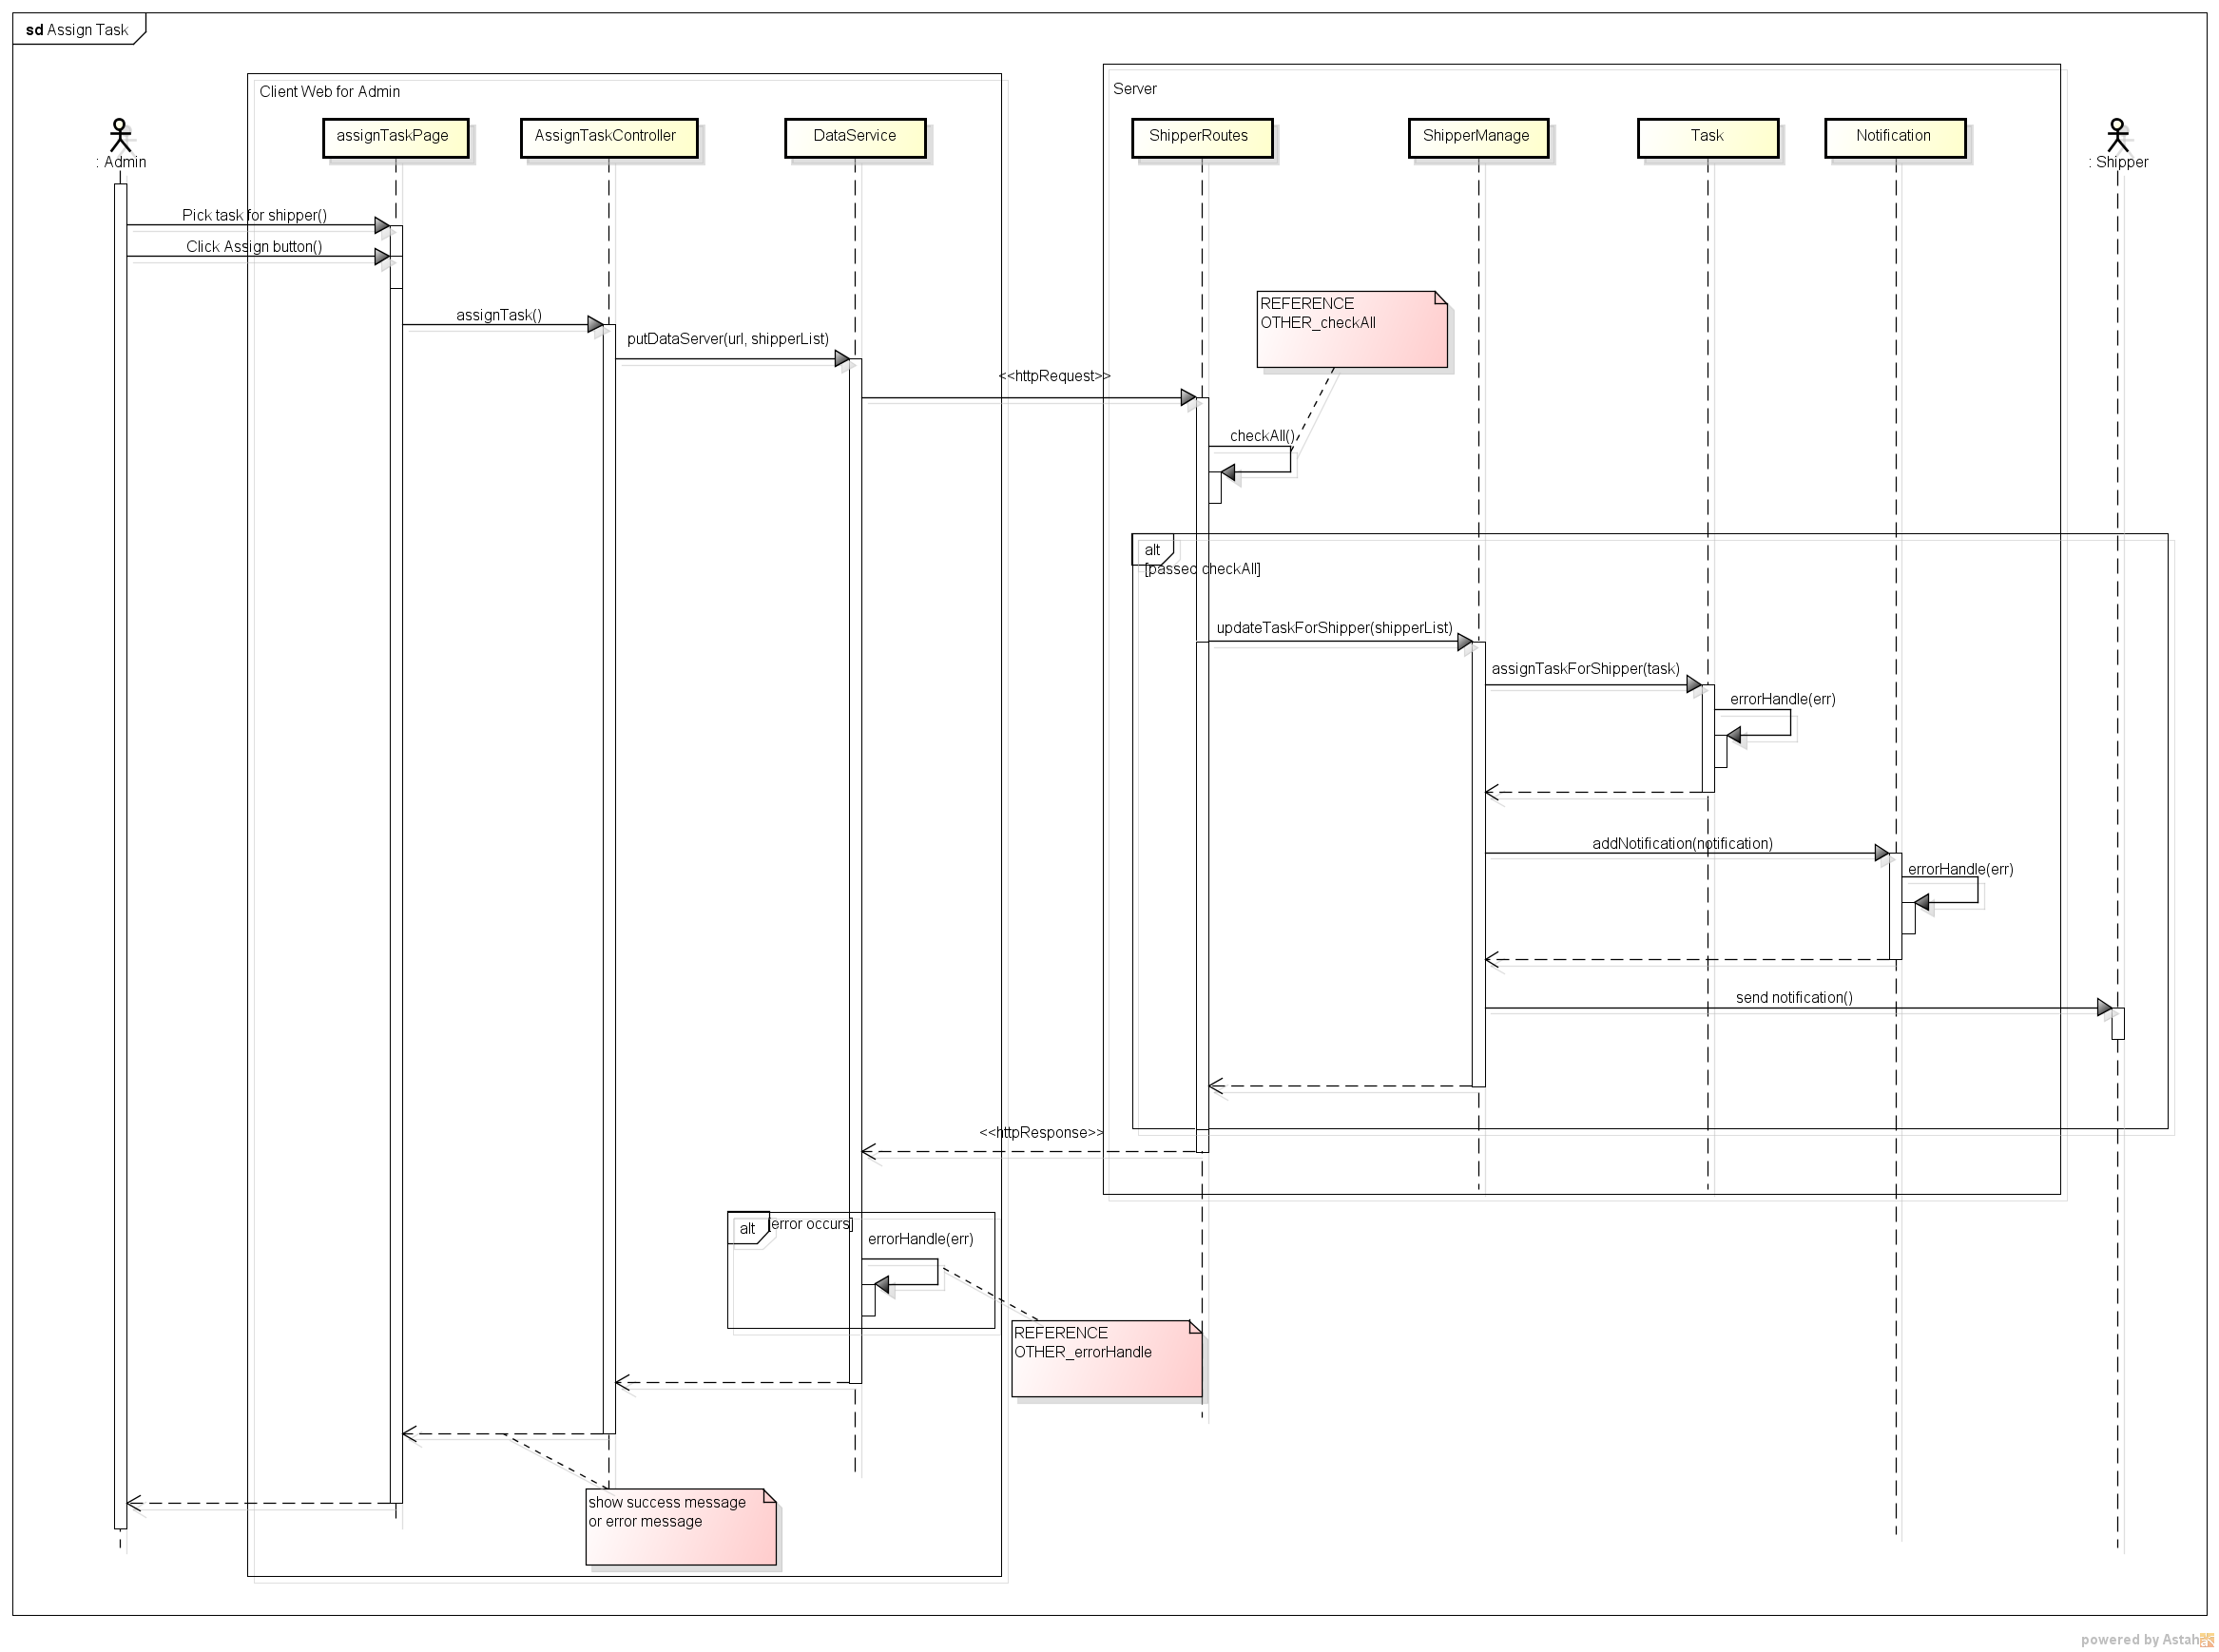 sd Assign Task
Client Web for Admin
Server
: Admin
assignTaskPage
AssignTaskController
DataService
ShipperRoutes
ShipperManage
Task
Notification
: Shipper
Pick task for shipper()
Click Assign button()
assignTask()
putDataServer(url, shipperList)
<<httpRequest>>
REFERENCE
OTHER_checkAll
checkAll()
alt
[passed checkAll]
updateTaskForShipper(shipperList)
assignTaskForShipper(task)
errorHandle(err)
addNotification(notification)
errorHandle(err)
send notification()
<<httpResponse>>
alt
[error occurs]
errorHandle(err)
REFERENCE
OTHER_errorHandle
show success message
or error message
powered by Astah